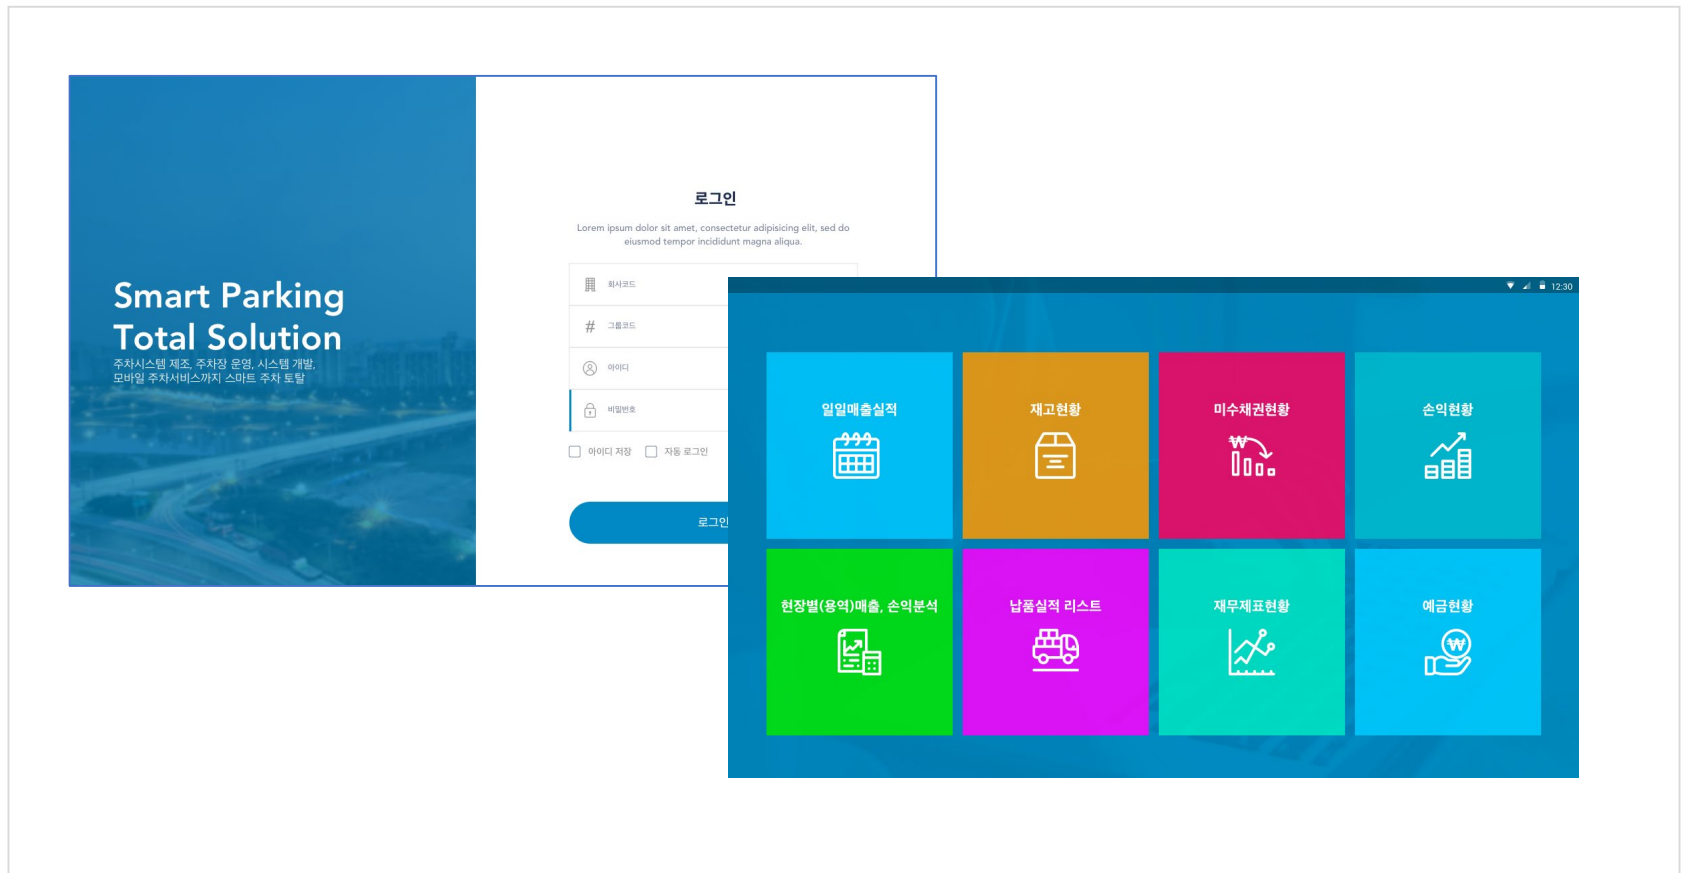 Smart Parking
Total Solution
주차시스템 제조, 주차장 운영, 시스템 개발,
모바일 주차서비스까지 스마트 주차 토탈
로그인
Lorem ipsum dolor sit amet, consectetur adipisicing elit, sed do
eiusmod tempor incididunt magna aliqua.
회사코드
# 그룹코드
아이디
비밀번호
아이디 저장 자동 로그인
로그인
12:30
일일매출실적
재고현황
미수채권현황
손익현황
현장별(용역)매출, 손익분석
납품실적 리스트
재무제표현황
예금현황